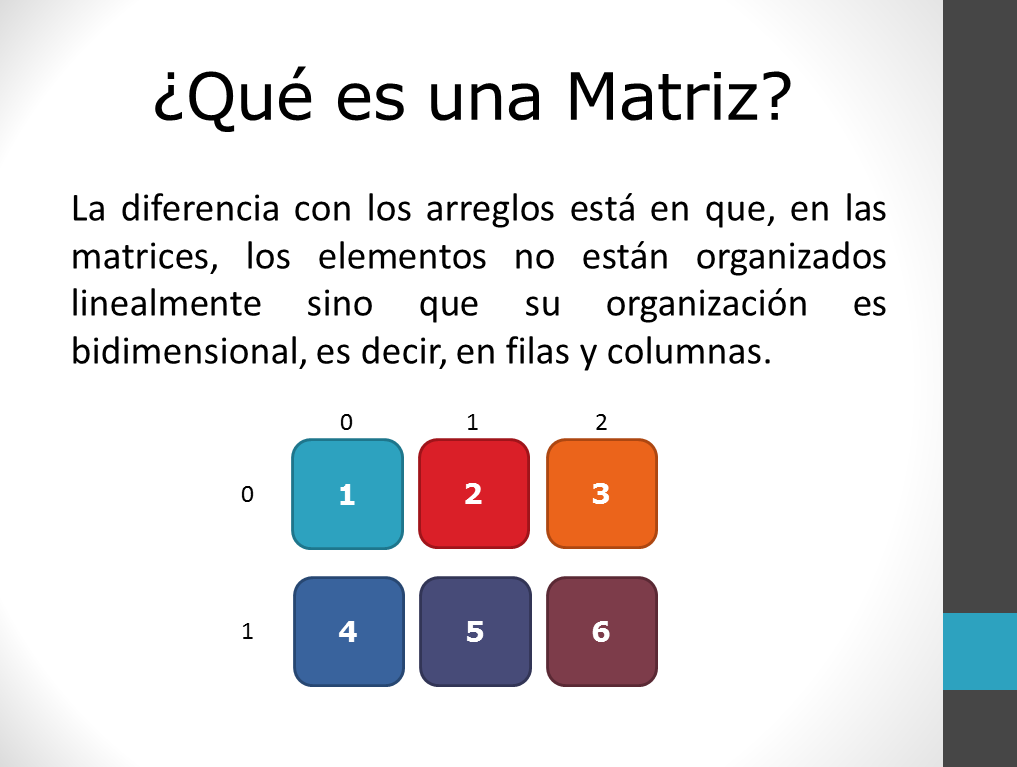 ¿Qué es una Matriz?
La diferencia con los arreglos está en que, en las
matrices, los elementos no están organizados
linealmente sino que su organización es
bidimensional, es decir, en filas y columnas.
0 1 2
0 1 2 3
1 4 5 6